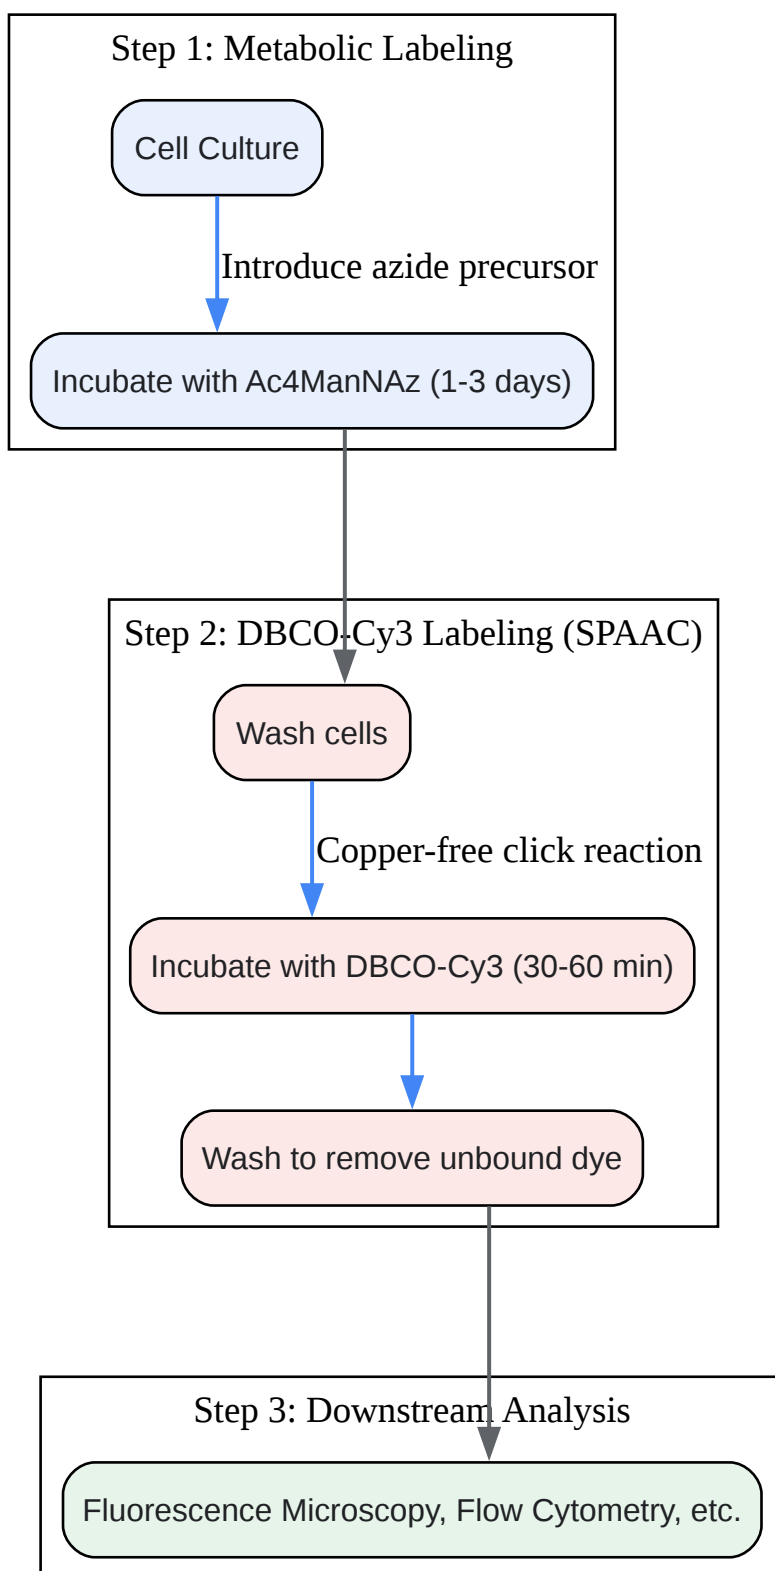 Step 1: Metabolic Labeling
Cell Culture
Introduce azide precursor
Incubate with Ac4ManNAz (1-3 days)
Step 2: DBCO-Cy3 Labeling (SPAAC)
Wash cells
Copper-free click reaction
Incubate with DBCO-Cy3 (30-60 min)
Wash to remove unbound dye
Step 3: Downstream Analysis
Fluorescence Microscopy, Flow Cytometry, etc.